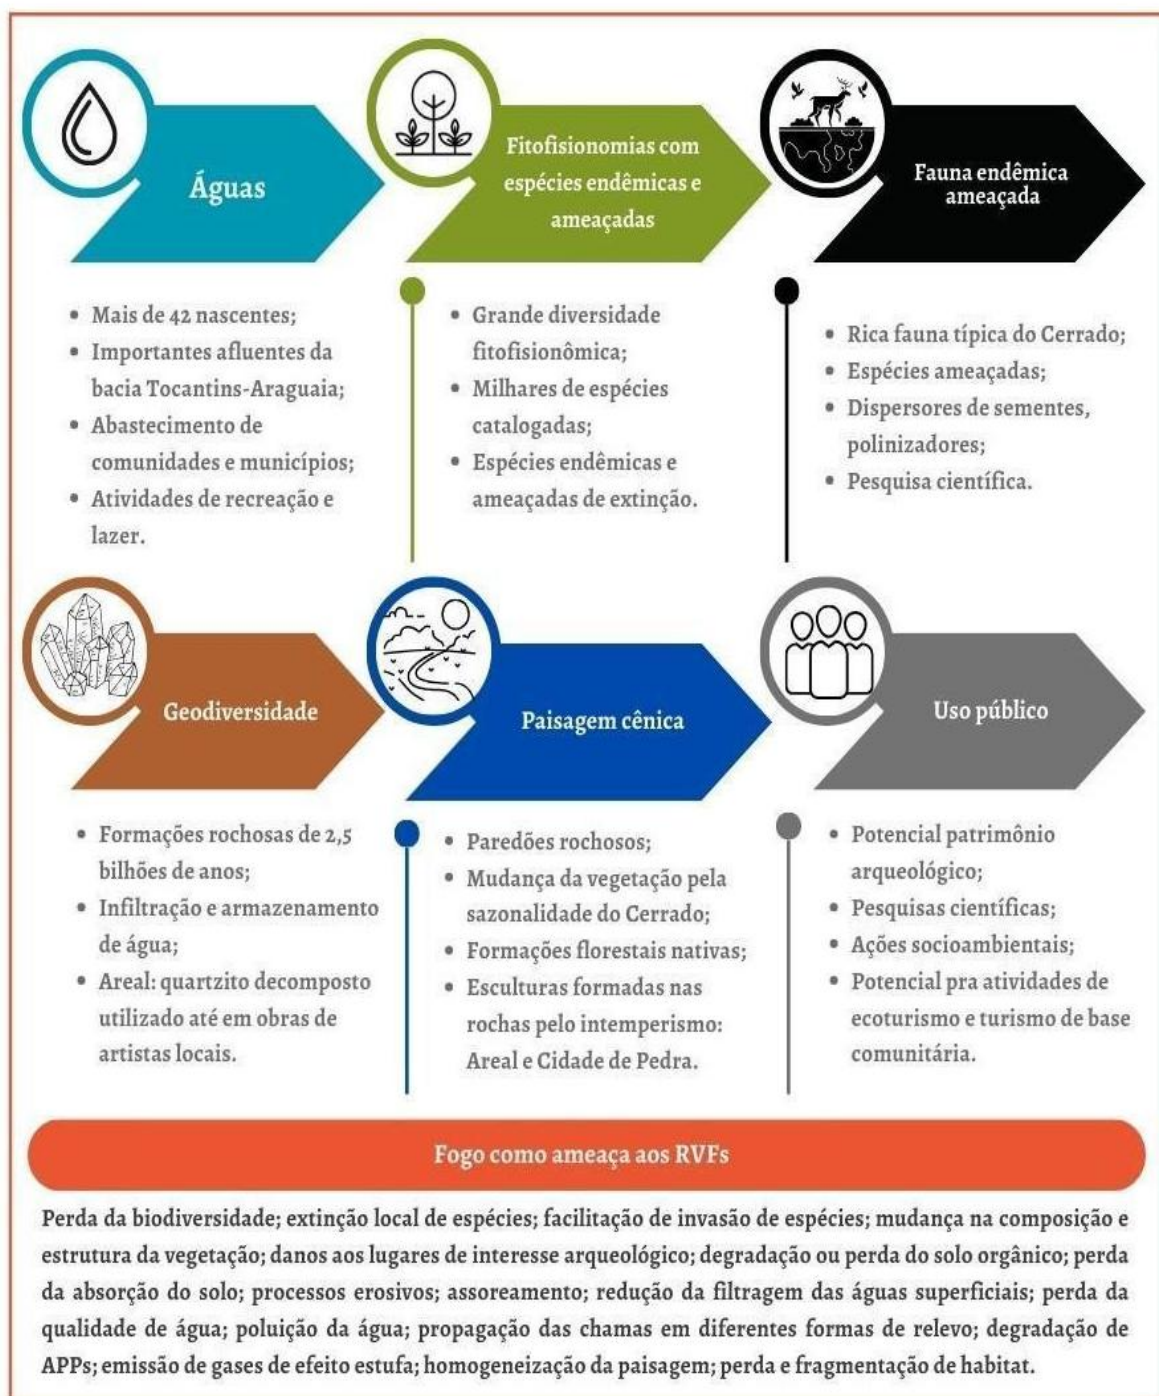 Águas
Fitofisionomias com
espécies endêmicas e
ameaçadas
Fauna endêmica
ameaçada
• Mais de 42 nascentes;
• Importantes afluentes da
bacia Tocantins-Araguaia;
• Abastecimento de
comunidades e municípios;
• Atividades de recreação e
lazer.
• Grande diversidade
fitofisionômica;
• Milhares de espécies
catalogadas;
• Espécies endêmicas e
ameaçadas de extinção.
• Rica fauna típica do Cerrado;
• Espécies ameaçadas;
• Dispersores de sementes,
polinizadores;
• Pesquisa científica.
Geodiversidade
Paisagem cênica
Uso público
• Formações rochosas de 2,5
bilhões de anos;
• Infiltração e armazenamento
de água;
• Areal: quartzito decomposto
utilizado até em obras de
artistas locais.
• Paredões rochosos;
• Mudança da vegetação pela
sazonalidade do Cerrado;
• Formações florestais nativas;
• Esculturas formadas nas
rochas pelo intemperismo:
Areal e Cidade de Pedra.
• Potencial patrimônio
arqueológico;
• Pesquisas científicas;
• Ações socioambientais;
• Potencial pra atividades de
ecoturismo e turismo de base
comunitária.
Fogo como ameaça aos RVFs
Perda da biodiversidade; extinção local de espécies; facilitação de invasão de espécies; mudança na composição e
estrutura da vegetação; danos aos lugares de interesse arqueológico; degradação ou perda do solo orgânico; perda
da absorção do solo; processos erosivos; assoreamento; redução da filtragem das águas superficiais; perda da
qualidade de água; poluição da água; propagação das chamas em diferentes formas de relevo; degradação de
APPs; emissão de gases de efeito estufa; homogeneização da paisagem; perda e fragmentação de habitat.